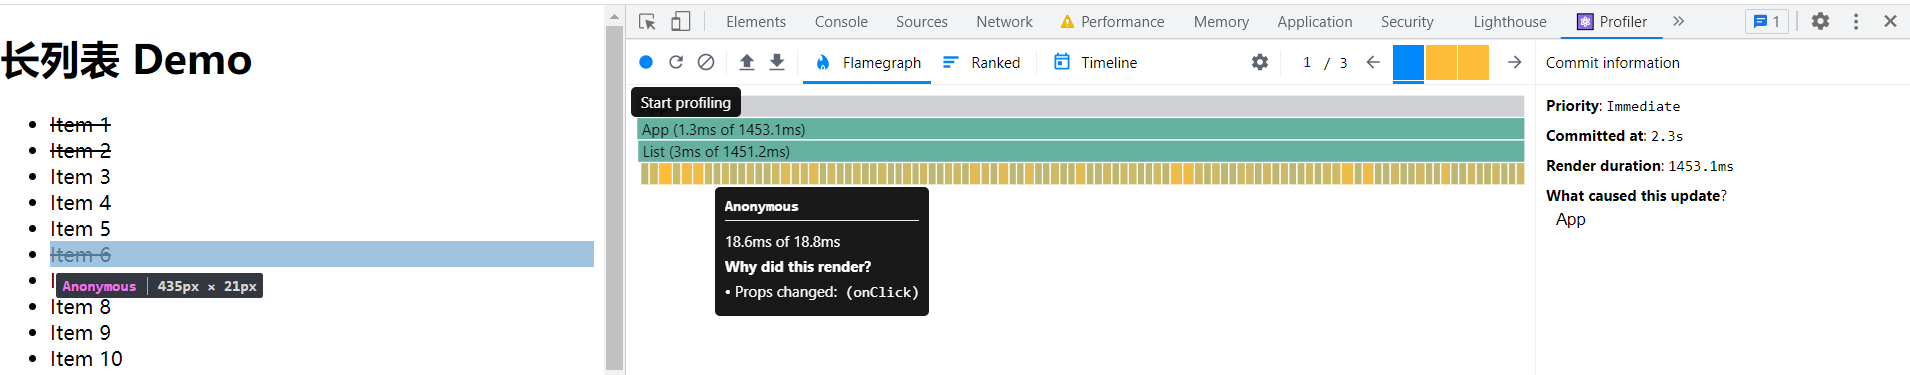 长列表 Demo
Item 1
Item 2
Item 3
Item 4
Item 5
Item 6
I
Anonymous 435px × 21px
Item 8
Item 9
Item 10
Elements Console Sources Network Performance Memory Application Security Lighthouse Profiler 1
Flamegraph Ranked Timeline 1 / 3
Start profiling
App (1.3ms of 1453.1ms)
List (3ms of 1451.2ms)
Anonymous
18.6ms of 18.8ms
Why did this render?
• Props changed: (onClick)
Commit information
Priority: Immediate
Committed at: 2.3s
Render duration: 1453.1ms
What caused this update?
App